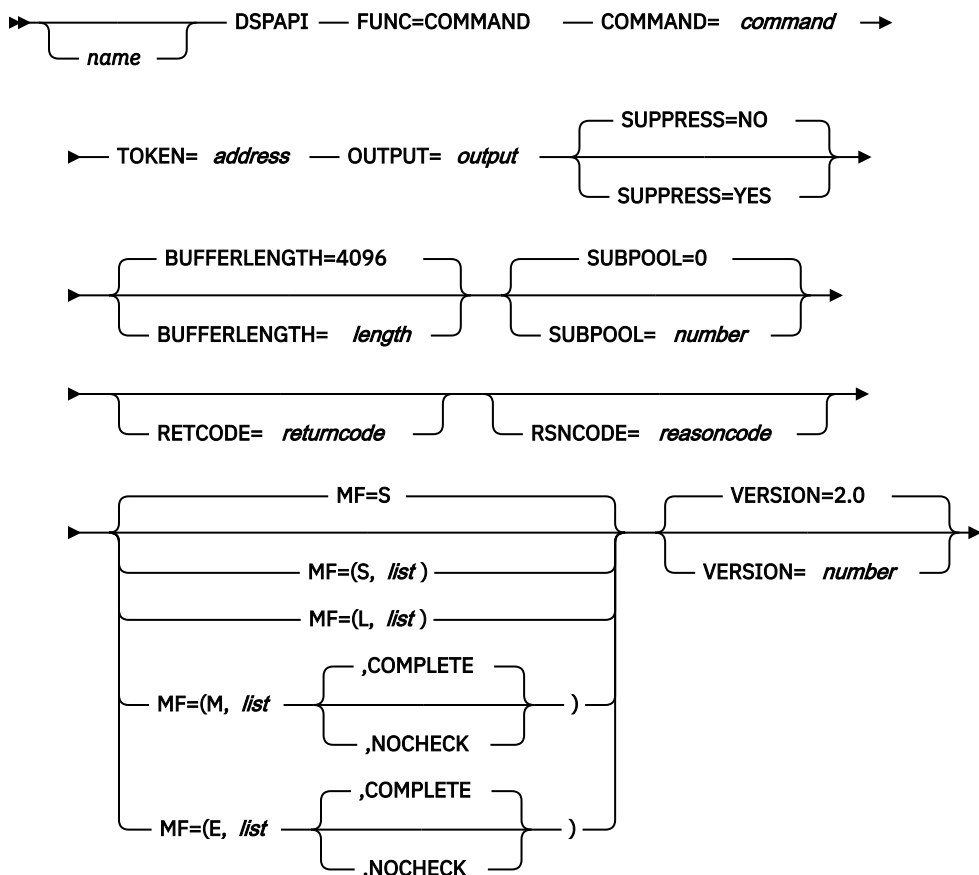 DSPAPI FUNC=COMMAND COMMAND= command
name
SUPPRESS=NO
TOKEN= address OUTPUT= output
SUPPRESS=YES
BUFFERLENGTH=4096 SUBPOOL=0
BUFFERLENGTH= length SUBPOOL= number
RETCODE= returncode RSNCODE= reasoncode
MF=S VERSION=2.0
MF=(S, list )
VERSION= number
MF=(L, list )
,COMPLETE
MF=(M, list )
,NOCHECK
,COMPLETE
MF=(E, list )
,NOCHECK